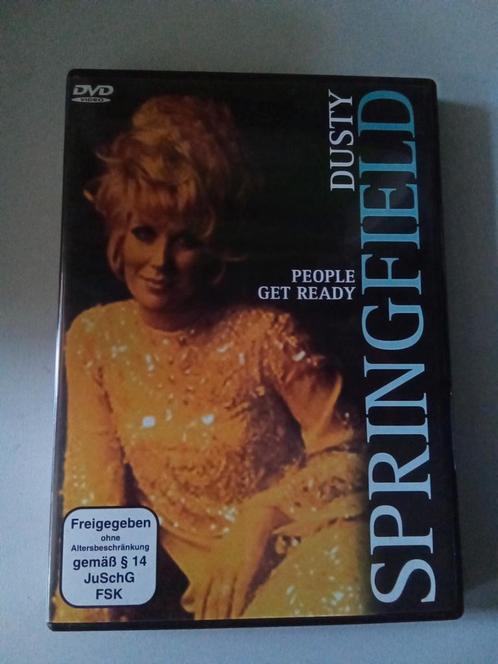 DVD
VIDEO
DUSTY
SPRINGFIELD
PEOPLE
GET READY
Freigegeben
ohne
Altersbeschränkung
gemäß § 14
JuSchG
FSK